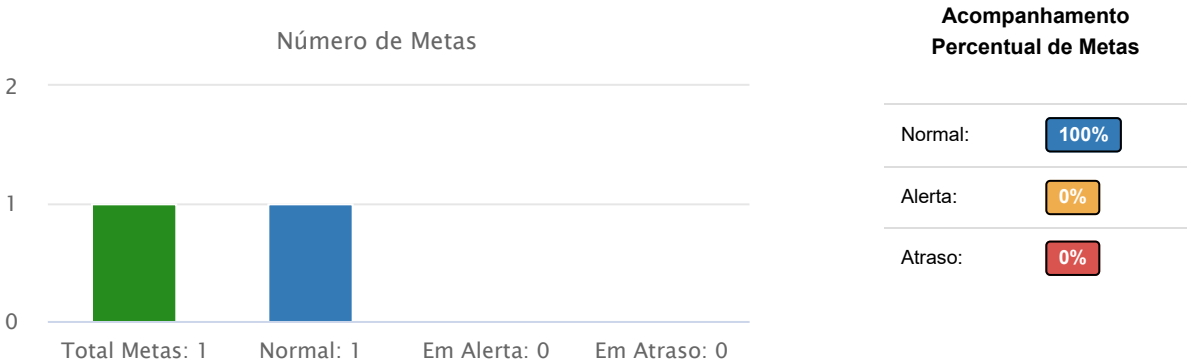 Número de Metas
2
1
0
Total Metas: 1
Normal: 1
Em Alerta: 0
Em Atraso: 0
Acompanhamento
Percentual de Metas
Normal: 100%
Alerta: 0%
Atraso: 0%